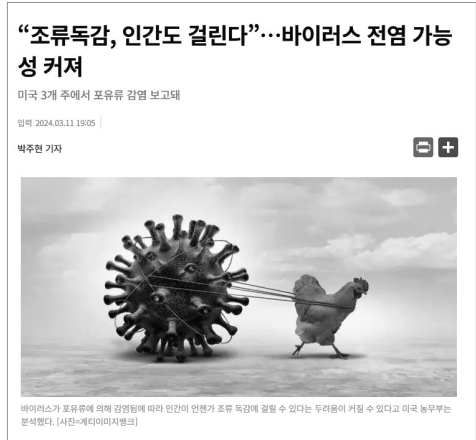 “조류독감, 인간도 걸린다”…바이러스 전염 가능
성 커져
미국 3개 주에서 포유류 감염 보고돼
입력 2024.03.11 19:05
박주현 기자
바이러스가 포유류에 의해 감염됨에 따라 인간이 언젠가 조류 독감에 걸릴 수 있다는 두려움이 커질 수 있다고 미국 농무부는
분석했다. [사진=게티이미지뱅크]